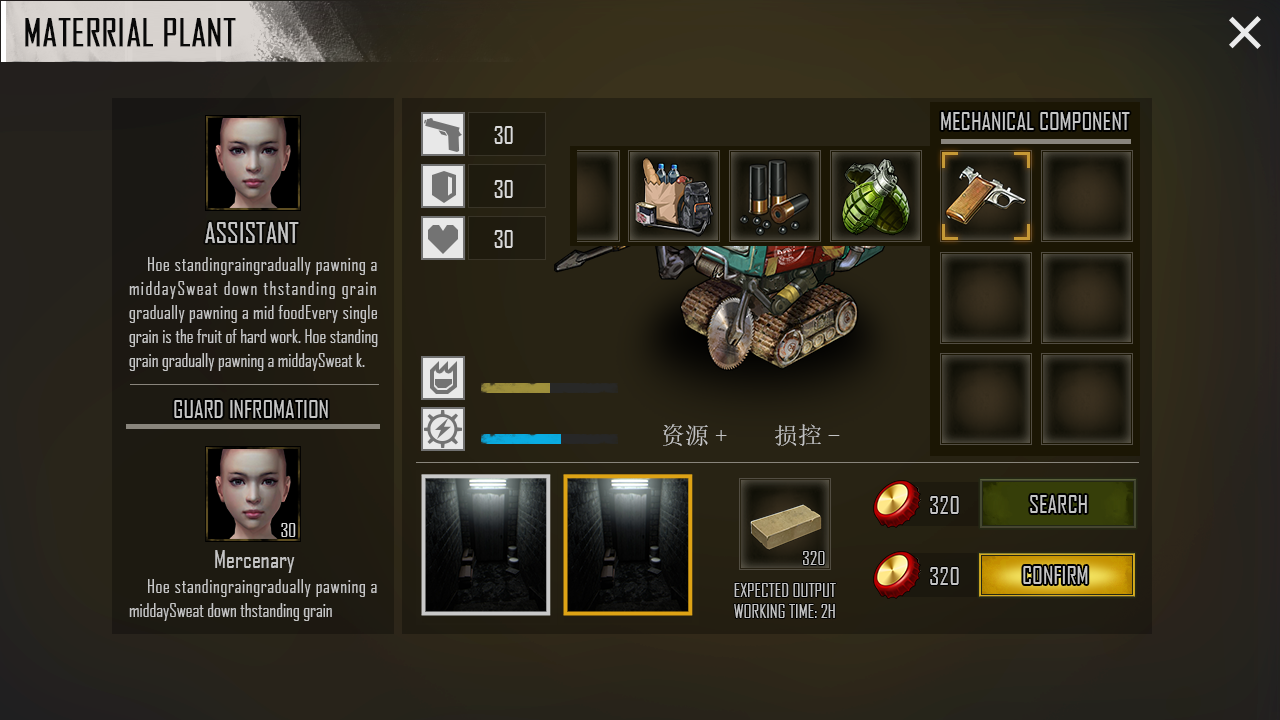 MATERRIAL PLANT
ASSISTANT
Hoe standingraingradually pawning a
middaySweat down thstanding grain
gradually pawning a mid foodEvery single
grain is the fruit of hard work. Hoe standing
grain gradually pawning a middaySweat k.
GUARD INFROMATION
30
Mercenary
Hoe standingraingradually pawning a
middaySweat down thstanding grain
30
30
30
MECHANICAL COMPONENT
资源 +
损控 −
320
EXPECTED OUTPUT
WORKING TIME: 2H
320
SEARCH
320
CONFIRM